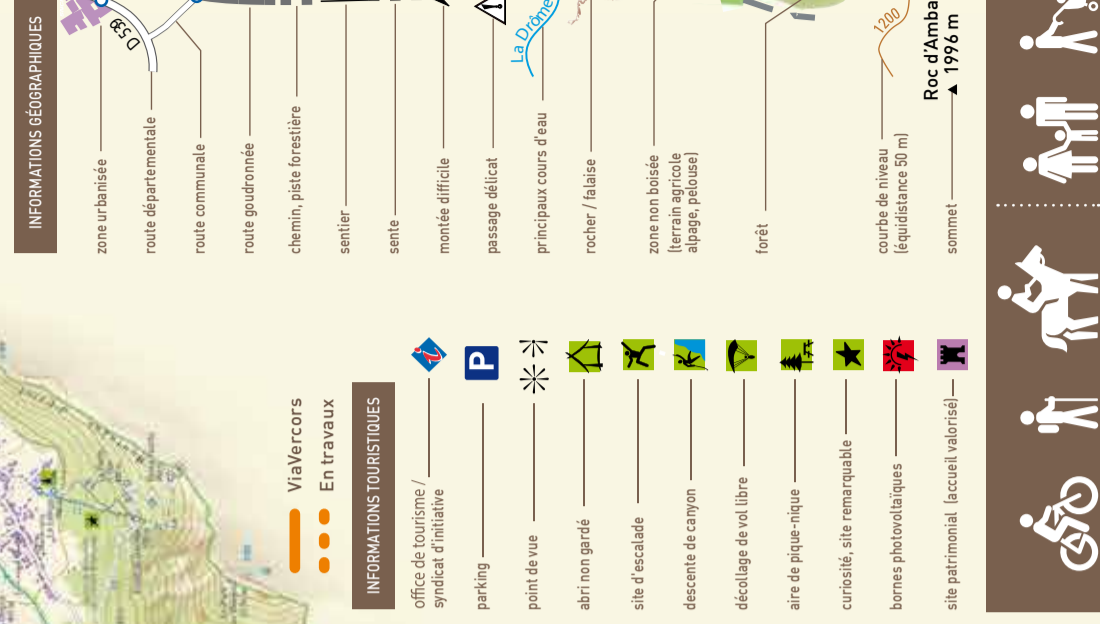 INFORMATIONS GÉOGRAPHIQUES
zone urbanisée
D 539
route départementale
route communale
route goudronnée
chemin, piste forestière
sentier
sente
montée difficile
passage délicat
principaux cours d'eau
La Drôme
rocher / falaise
zone non boisée
(terrain agricole
alpage, pelouse)
forêt
courbe de niveau
(équidistance 50 m)
1200
sommet
Roc d'Amba
1996 m
ViaVercors
En travaux
INFORMATIONS TOURISTIQUES
office de tourisme /
syndicat d'initiative
i
parking
P
point de vue
abri non gardé
site d'escalade
descente de canyon
décollage de vol libre
aire de pique-nique
curiosité, site remarquable
bornes photovoltaïques
site patrimonial (accueil valorisé)